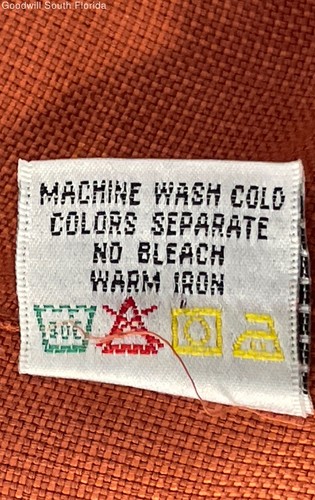 Goodwill South Florida
MACHINE WASH COLD
COLORS SEPARATE
NO BLEACH
WARM IRON
30